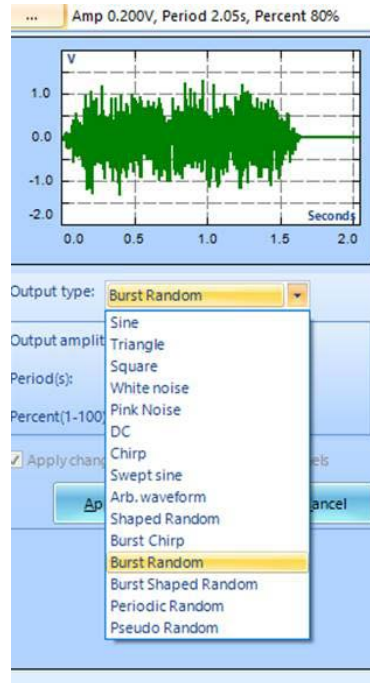 ... Amp 0.200V, Period 2.05s, Percent 80%
V
1.0
0.0
-1.0
-2.0
Seconds
0.0 0.5 1.0 1.5 2.0
Output type: Burst Random
Sine
Output amplit
Triangle
Square
Period(s):
White noise
Percent(1-100)
Pink Noise
DC
Apply chang
Chirp
els
Swept sine
Ap
Arb. waveform
ancel
Shaped Random
Burst Chirp
Burst Random
Burst Shaped Random
Periodic Random
Pseudo Random